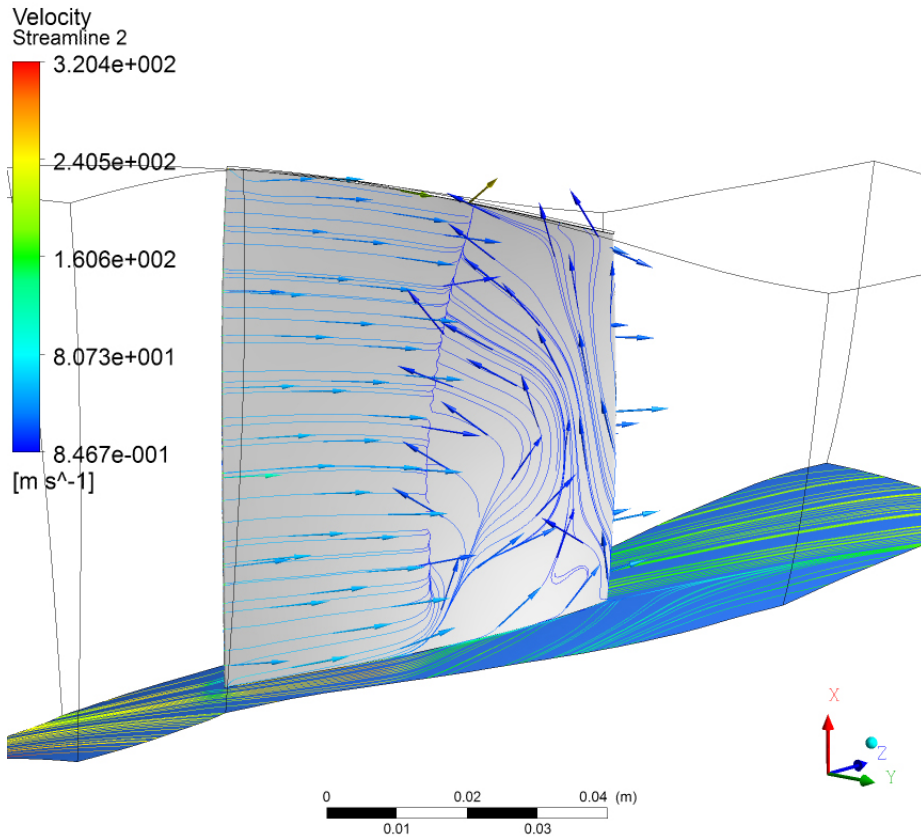 Velocity
Streamline 2
3.204e+002
2.405e+002
1.606e+002
8.073e+001
8.467e-001
[m s^-1]
X
Z
Y
0 0.02 0.04 (m)
0.01 0.03